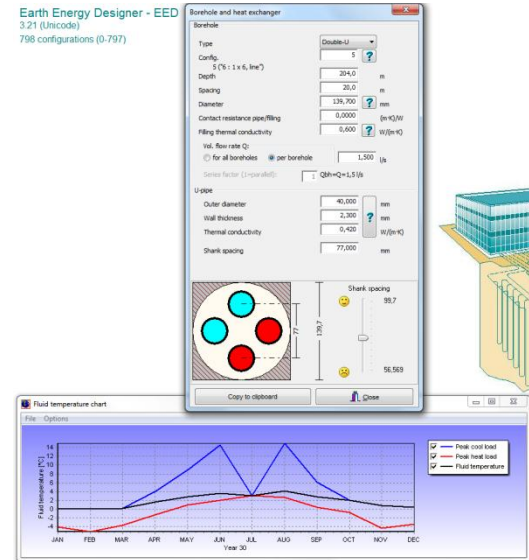 Earth Energy Designer - EED
3.21 (Unicode)
798 configurations (0-797)
Borehole and heat exchanger
Borehole
Type Double-U
Config. 5 ?
5 ("6 : 1 x 6, line")
Depth 204,0 m
Spacing 20,0 m
Diameter 139,700 ? mm
Contact resistance pipe/filling 0,0000 (m·K)/W
Filling thermal conductivity 0,600 ? W/(m·K)
Vol. flow rate Q:
for all boreholes per borehole 1,500 l/s
Series factor (1=parallel): 1 Qbh=Q=1,5 l/s
U-pipe
Outer diameter 40,000 mm
Wall thickness 2,300 ? mm
Thermal conductivity 0,420 W/(m·K)
Shank spacing 77,000 mm
Shank spacing
99,7
77
139,7
56,569
Copy to clipboard Close
Fluid temperature chart
File Options
Fluid temperature [°C]
14
12
10
8
6
4
2
0
-2
-4
JAN FEB MAR APR MAY JUN JUL AUG SEP OCT NOV DEC
Year 30
Peak cool load
Peak heat load
Fluid temperature